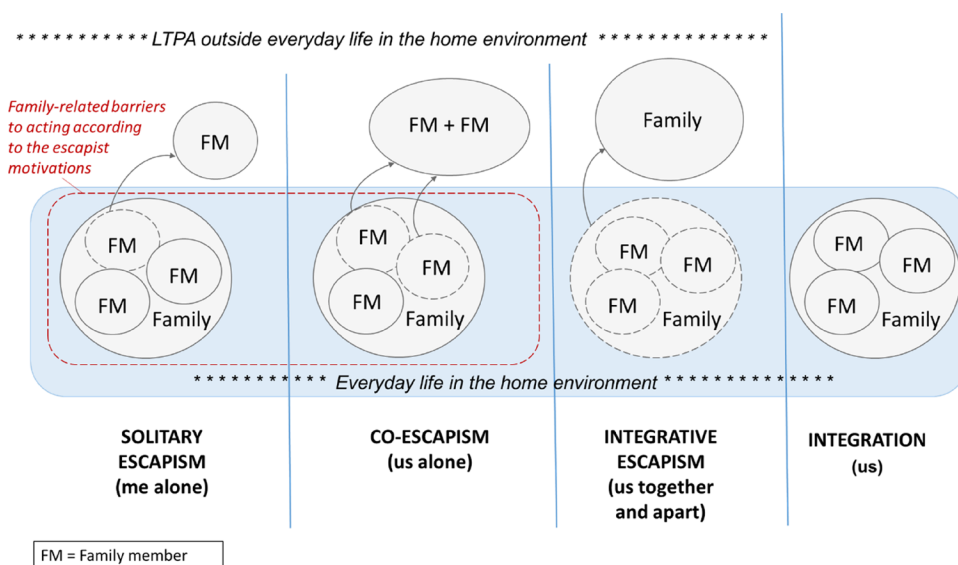 * * * * * * * * * * * LTPA outside everyday life in the home environment * * * * * * * * * * * * * *
Family-related barriers
to acting according
to the escapist
motivations
FM
FM
FM
FM
Family
FM + FM
FM
FM
FM
Family
Family
FM
FM
FM
Family
FM
FM
FM
Family
* * * * * * * * * * * Everyday life in the home environment * * * * * * * * * * * * * *
SOLITARY
ESCAPISM
(me alone)
CO-ESCAPISM
(us alone)
INTEGRATIVE
ESCAPISM
(us together
and apart)
INTEGRATION
(us)
FM = Family member